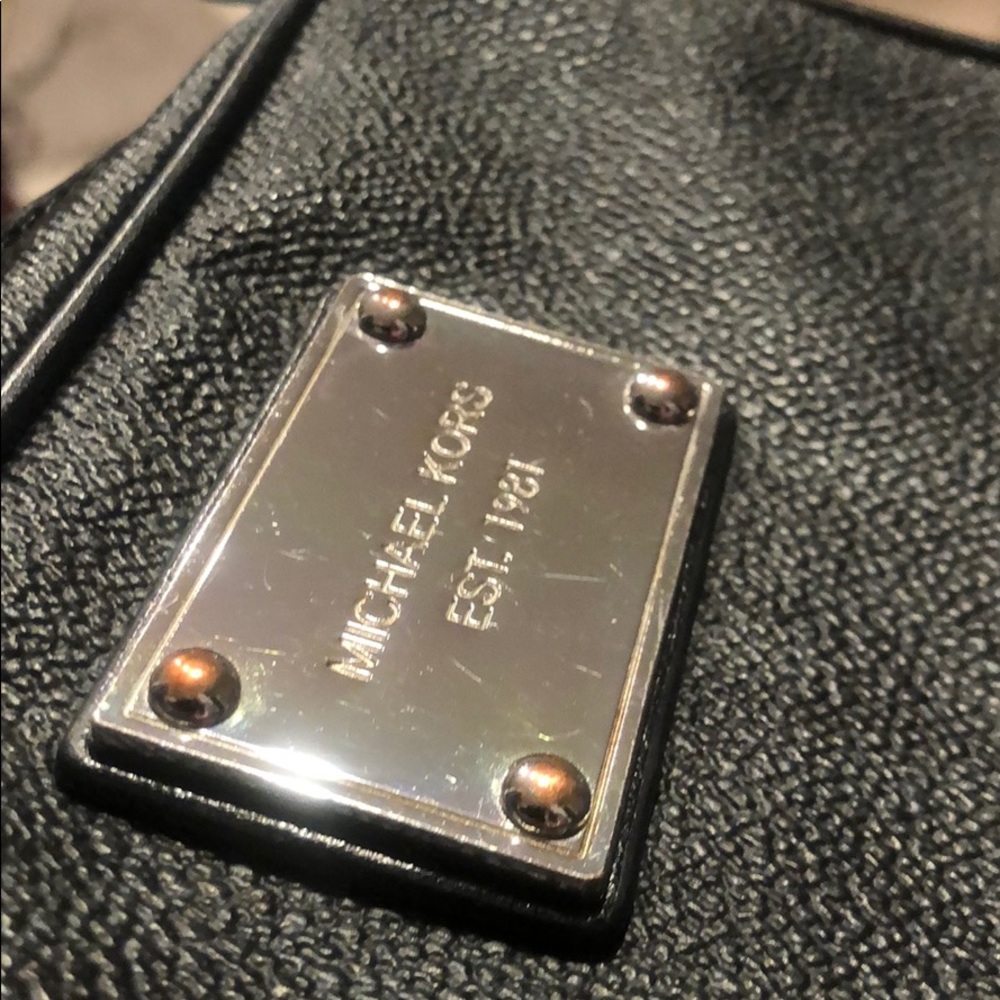 MICHAEL KORS
EST. 1981